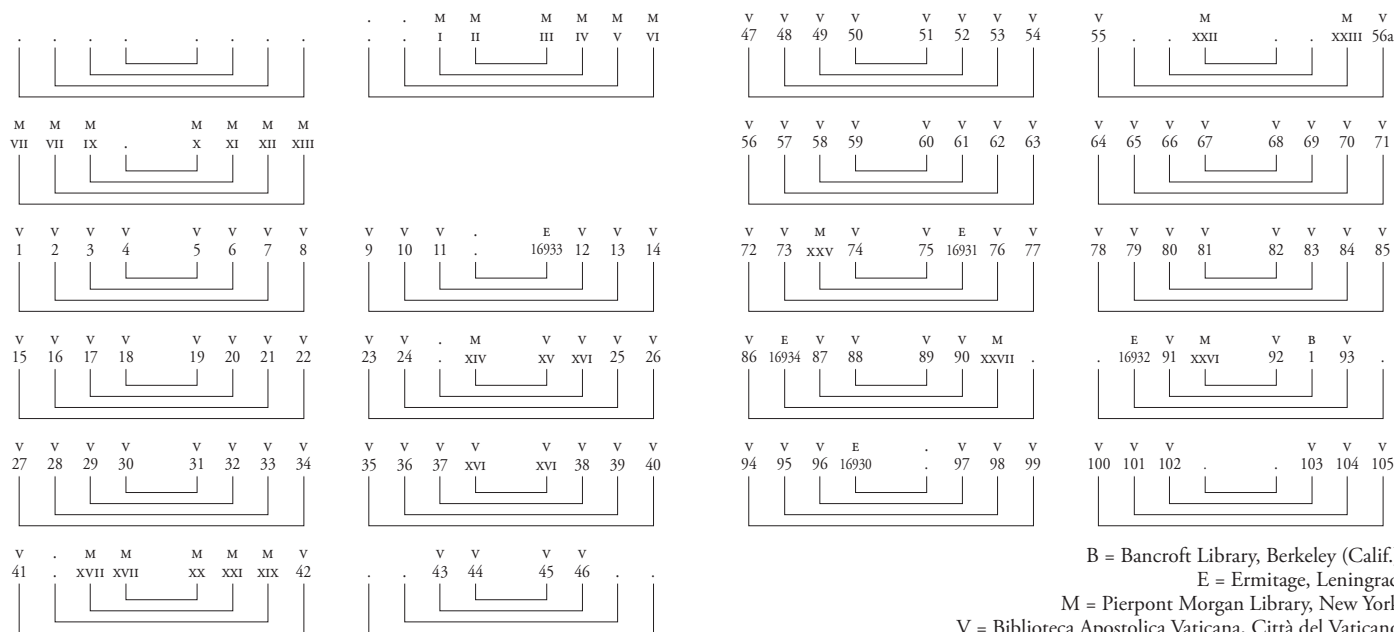 . . . . . . . .
. . M M M M M M
. . I II III IV V VI
M M M M M M M
VII VII IX . X XI XII XIII
V V V V V V V V
1 2 3 4 5 6 7 8
V V V . E V V V
9 10 11 . 16933 12 13 14
V V V V V V V V
15 16 17 18 19 20 21 22
V V . M V V V V
23 24 . XIV XV XVI 25 26
V V V V V V V V
27 28 29 30 31 32 33 34
V V V V V V V V
35 36 37 XVI XVI 38 39 40
V . M M M M M V
41 . XVII XVII XX XXI XIX 42
V V V V
. . 43 44 45 46 . .
V V V V V V V V
47 48 49 50 51 52 53 54
V M M V
55 . . XXII . . XXIII 56a
V V V V V V V V
56 57 58 59 60 61 62 63
V V V V V V V V
64 65 66 67 68 69 70 71
V V M V V E V V
72 73 XXV 74 75 16931 76 77
V V V V V V V V
78 79 80 81 82 83 84 85
V E V V V V M
86 16934 87 88 89 90 XXVII .
E V M V B V
. 16932 91 XXVI 92 1 93 .
V V V E . V V V
94 95 96 16930 . 97 98 99
V V V V V V
100 101 102 . . 103 104 105
B = Bancroft Library, Berkeley (Calif.
E = Ermitage, Leningrad
M = Pierpont Morgan Library, New York
V = Biblioteca Apostolica Vaticana, Città del Vaticano